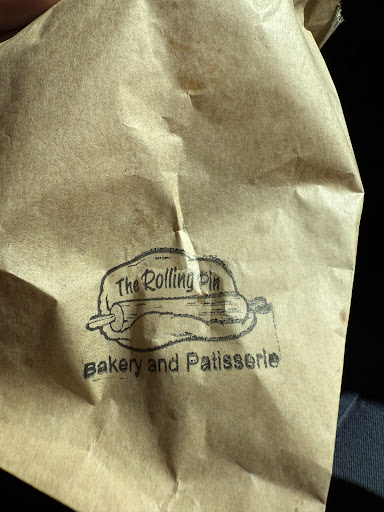 The Rolling Pin
Bakery and Patisserie